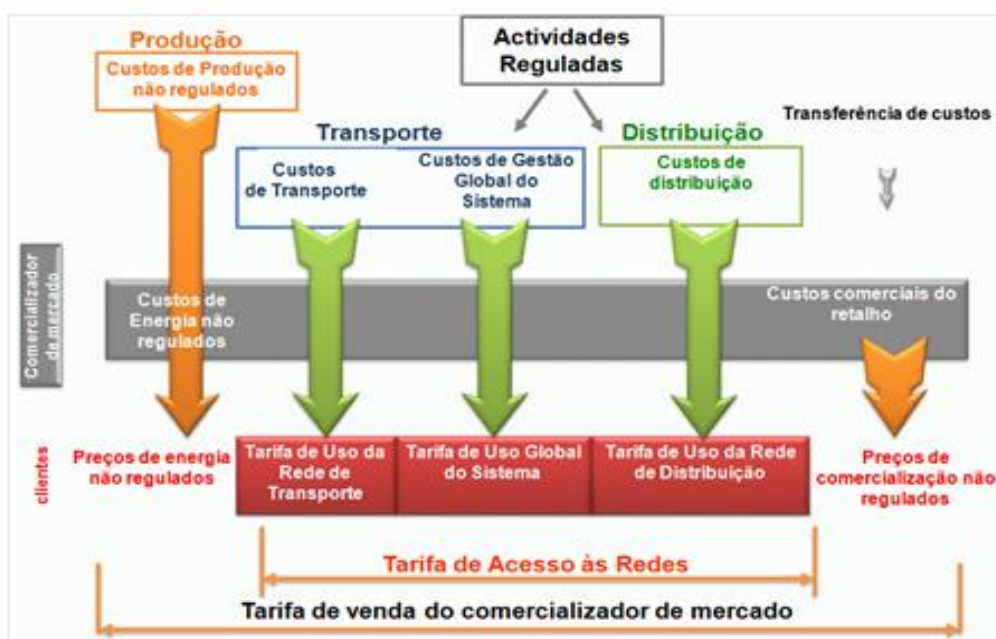 Produção
Custos de Produção
não regulados
Actividades
Reguladas
Transferência de custos
Transporte
Custos
de Transporte
Custos de Gestão
Global do
Sistema
Distribuição
Custos de
distribuição
Comercializador
de mercado
Custos de
Energia não
regulados
Custos comerciais do
retalho
clientes
Preços de energia
não regulados
Tarifa de Uso da
Rede de
Transporte
Tarifa de Uso Global
do Sistema
Tarifa de Uso da Rede
de Distribuição
Preços de
comercialização não
regulados
Tarifa de Acesso às Redes
Tarifa de venda do comercializador de mercado